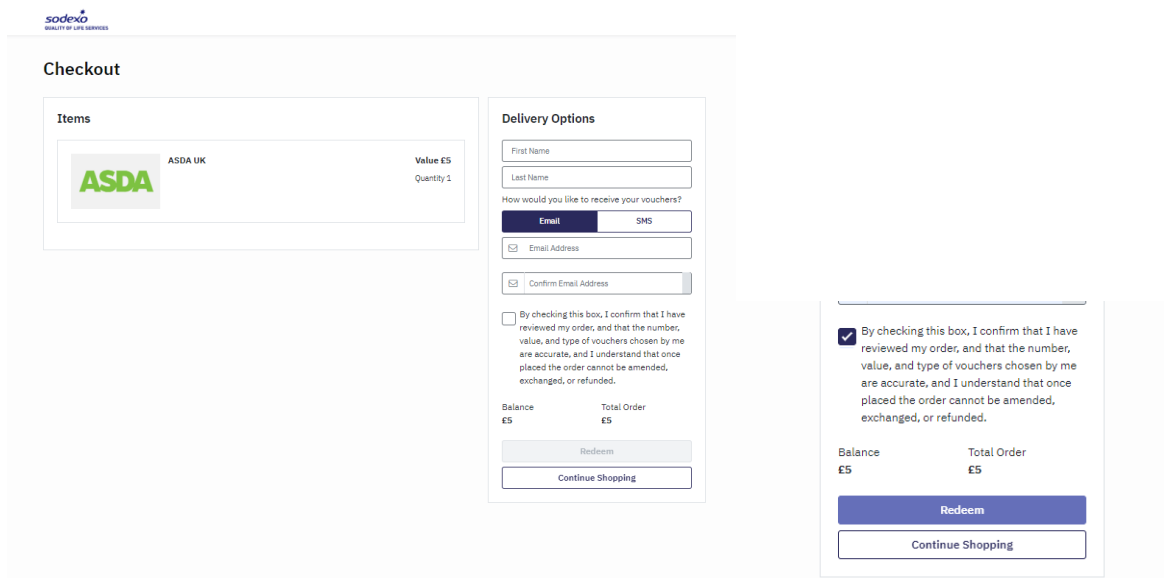 sodexo
QUALITY OF LIFE SERVICES
Checkout
Items
ASDA
ASDA UK
Value £5
Quantity 1
Delivery Options
First Name
Last Name
How would you like to receive your vouchers?
Email
SMS
Email Address
Confirm Email Address
By checking this box, I confirm that I have
reviewed my order, and that the number,
value, and type of vouchers chosen by me
are accurate, and I understand that once
placed the order cannot be amended,
exchanged, or refunded.
Balance
Total Order
£5
£5
Redeem
Continue Shopping
By checking this box, I confirm that I have
reviewed my order, and that the number,
value, and type of vouchers chosen by me
are accurate, and I understand that once
placed the order cannot be amended,
exchanged, or refunded.
Balance
Total Order
£5
£5
Redeem
Continue Shopping